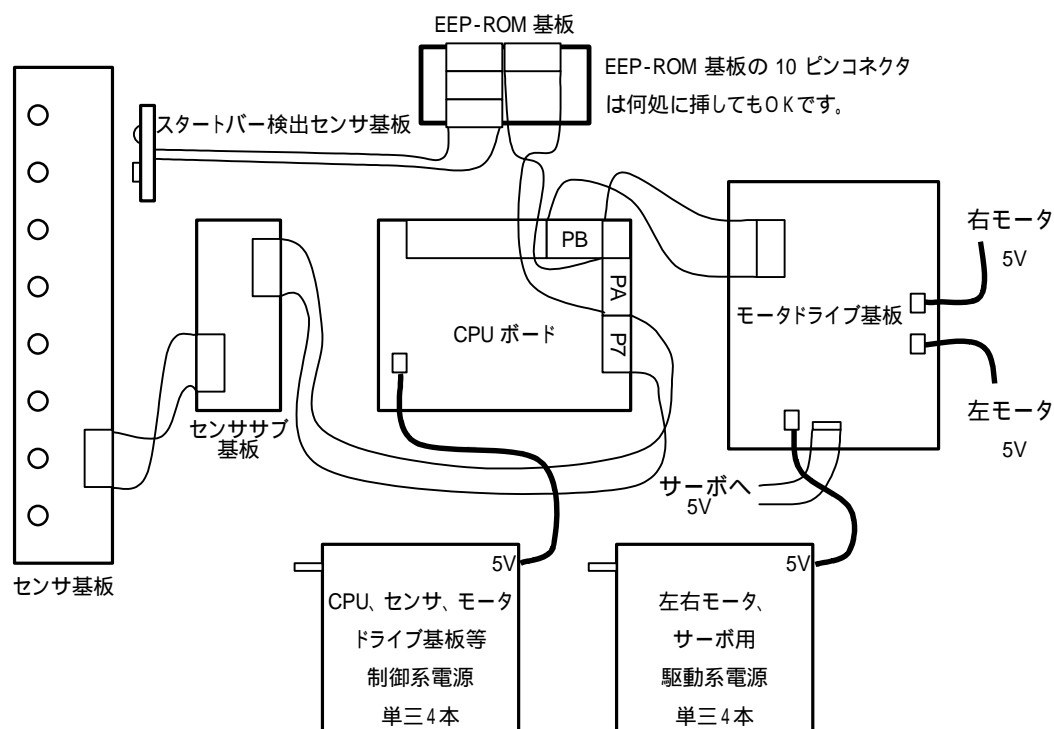 EEP-ROM 基板
EEP-ROM 基板の 10 ピンコネクタ
は何処に挿してもOKです。
スタートバー検出センサ基板
PB
PA
P7
CPU ボード
右モータ
5V
モータドライブ基板
左モータ
5V
センササブ
基板
サーボへ
5V
センサ基板
5V
CPU、センサ、モータ
ドライブ基板等
制御系電源
単三4本
5V
左右モータ、
サーボ用
駆動系電源
単三4本